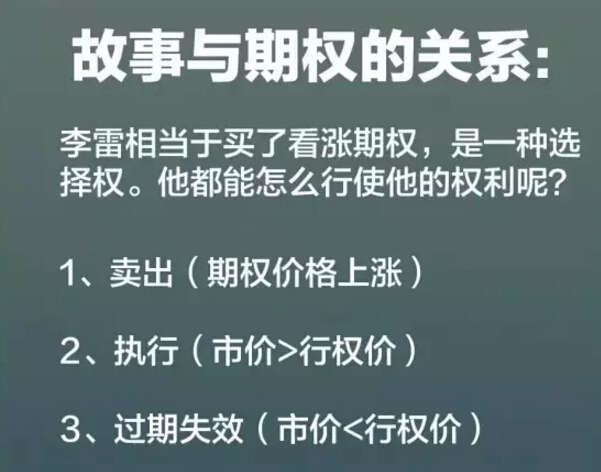 故事与期权的关系:
李雷相当于买了看涨期权，是一种选
择权。他都能怎么行使他的权利呢?
1、卖出（期权价格上涨）
2、执行（市价>行权价）
3、过期失效（市价<行权价）